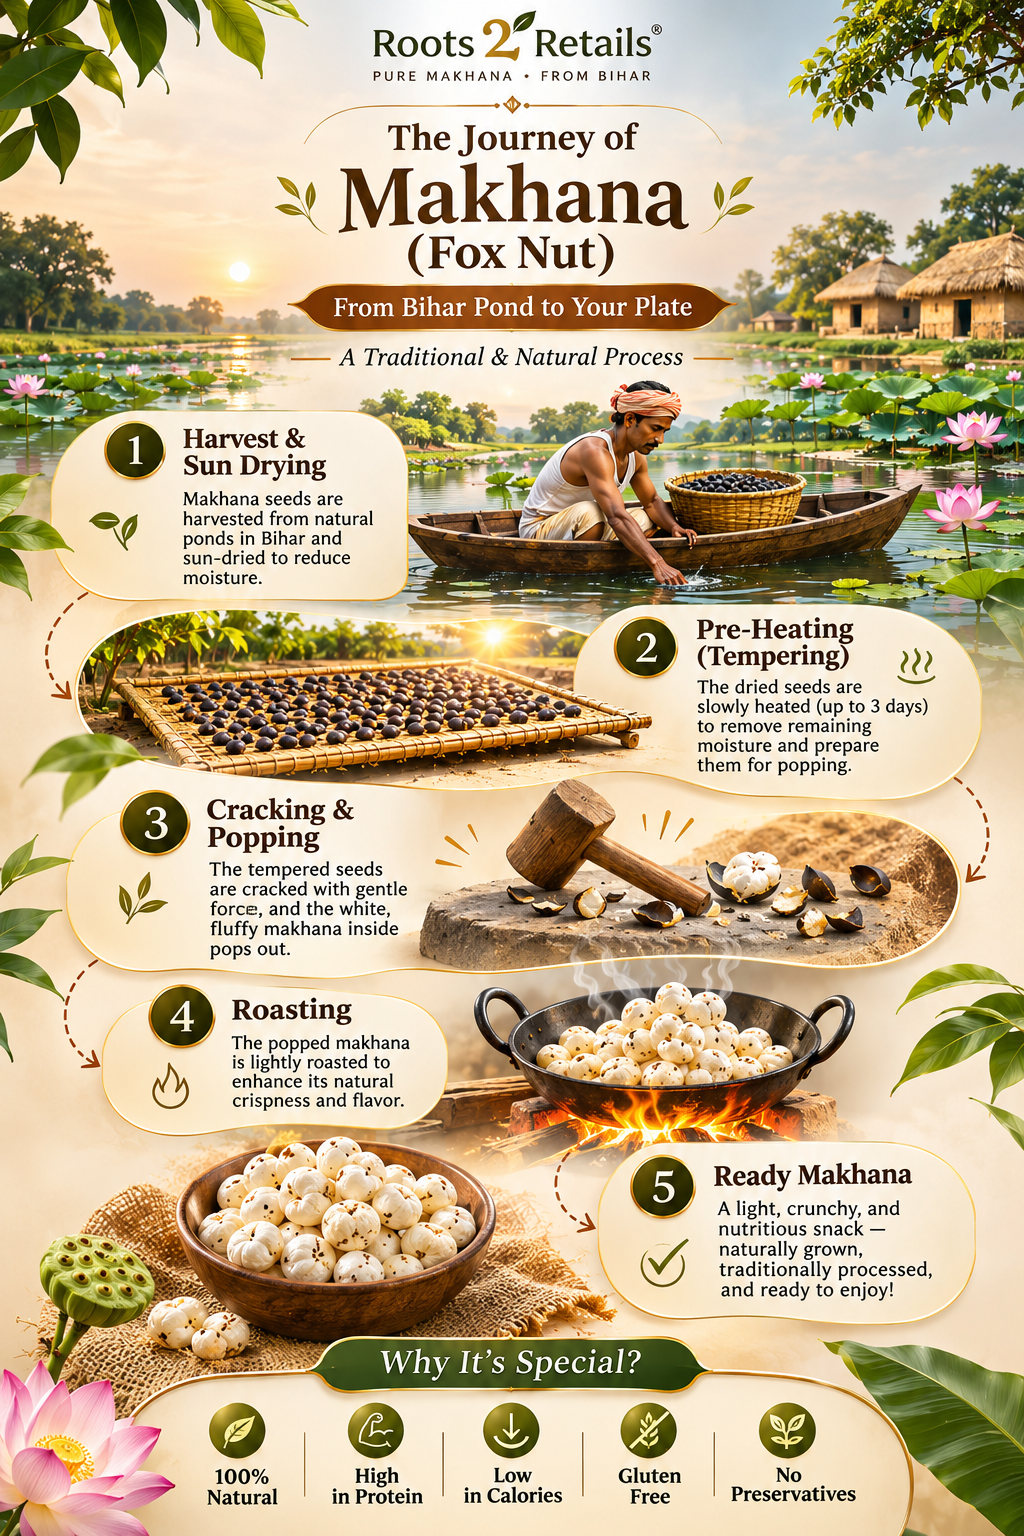 Roots 2 Retails®
PURE MAKHANA • FROM BIHAR
The Journey of
Makhana
(Fox Nut)
From Bihar Pond to Your Plate
A Traditional & Natural Process
1
Harvest &
Sun Drying
Makhana seeds are
harvested from natural
ponds in Bihar and
sun-dried to reduce
moisture.
2
Pre-Heating
(Tempering)
The dried seeds are
slowly heated (up to 3 days)
to remove remaining
moisture and prepare
them for popping.
3
Cracking &
Popping
The tempered seeds
are cracked with gentle
force, and the white,
fluffy makhana inside
pops out.
4
Roasting
The popped makhana
is lightly roasted to
enhance its natural
crispness and flavor.
5
Ready Makhana
A light, crunchy, and
nutritious snack —
naturally grown,
traditionally processed,
and ready to enjoy!
Why It's Special?
100%
Natural
High
in Protein
Low
in Calories
Gluten
Free
No
Preservatives